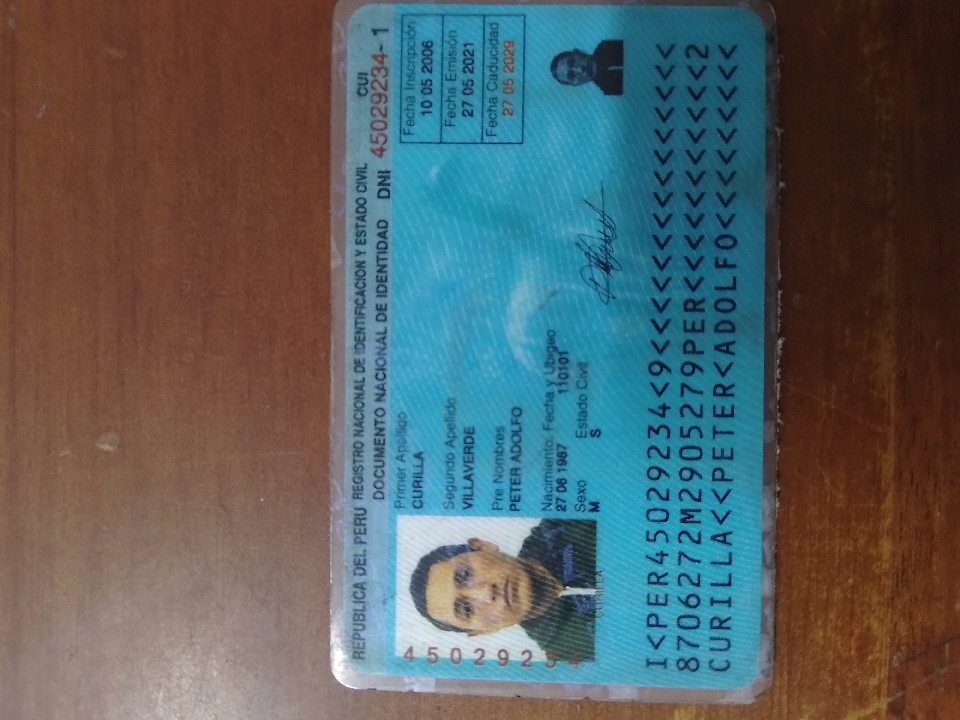 REPUBLICA DEL PERU REGISTRO NACIONAL DE IDENTIFICACION Y ESTADO CIVIL CUI
DOCUMENTO NACIONAL DE IDENTIDAD DNI 45029234-1
Primer Apellido
CURILLA
Segundo Apellido
VILLAVERDE
Pre Nombres
PETER ADOLFO
Nacimiento: Fecha y Ubigeo
27 06 1987 110101
Sexo Estado Civil
M S
Fecha Inscripción
10 05 2006
Fecha Emisión
27 05 2021
Fecha Caducidad
27 05 2029
45029234
CURILLA
I<PER45029234<9<<<<<<<<<<<<<<<
8706272M2905279PER<<<<<<<<<<<2
CURILLA<<PETER<ADOLFO<<<<<<<<<